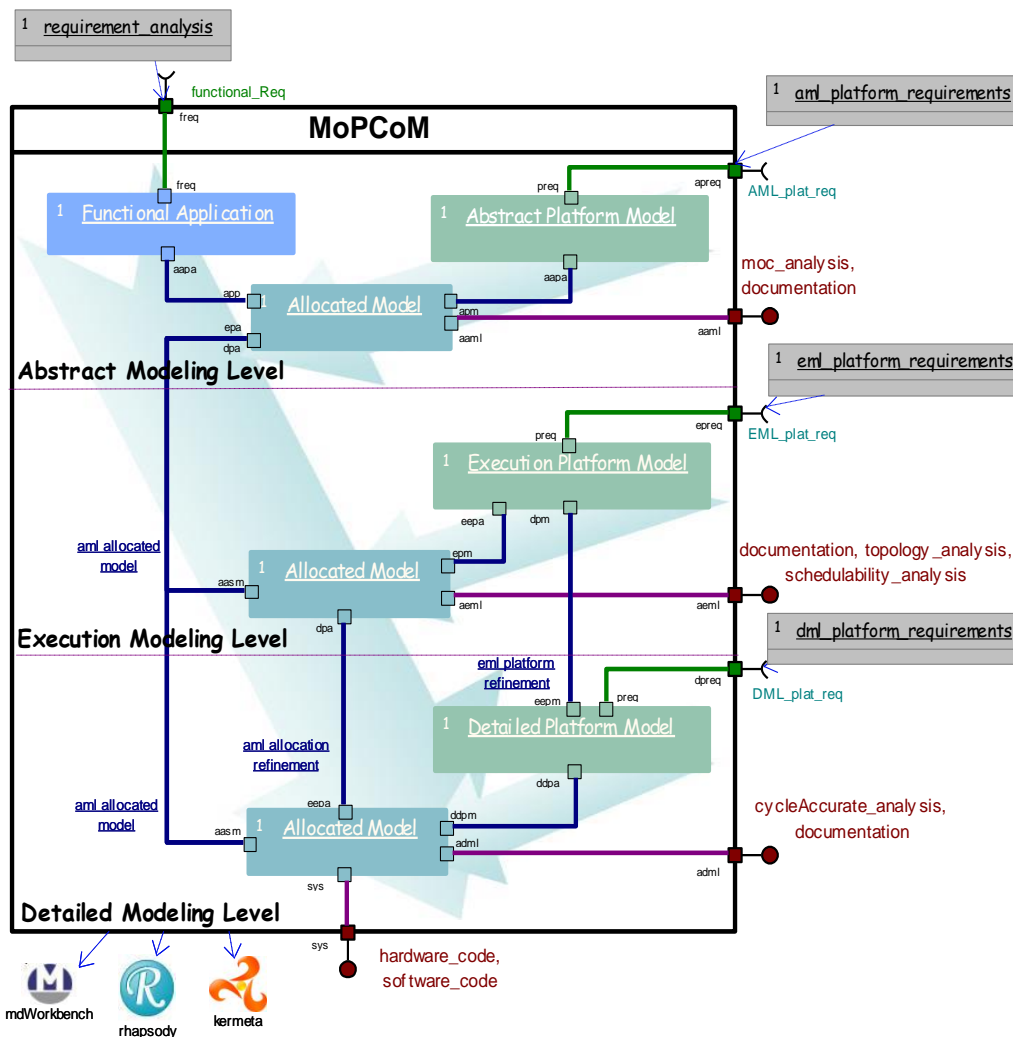 1 requirement_analysis
functional_Req
freq
1 aml_platform_requirements
MoPCoM
freq
preq
apreq
AML_plat_req
1 Functional Application
1 Abstract Platform Model
aapa
aapa
moc_analysis,
documentation
app
1 Allocated Model
apm
aaml
aaml
epa
dpa
1 eml_platform_requirements
Abstract Modeling Level
preq
epreq
EML_plat_req
1 Execution Platform Model
eepa
dpm
aml allocated
model
epm
documentation, topology_analysis,
schedulability_analysis
aasm
1 Allocated Model
aeml
aeml
dpa
1 dml_platform_requirements
Execution Modeling Level
eml platform
refinement
preq
dpreq
DML_plat_req
eepm
1 Detailed Platform Model
aml allocation
refinement
ddpa
aml allocated
model
eepa
ddpm
cycleAccurate_analysis,
documentation
aasm
1 Allocated Model
adml
adml
sys
Detailed Modeling Level
sys
hardware_code,
software_code
M
R
mdWorkbench
rhapsody
kermeta